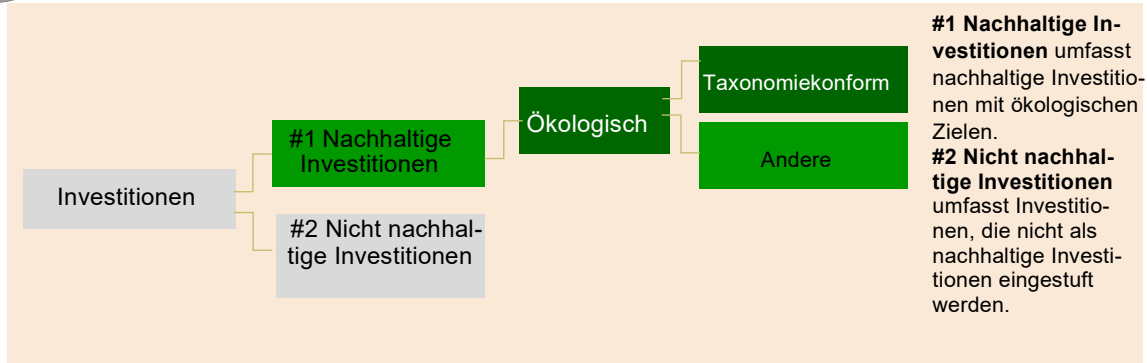 Investitionen
#1 Nachhaltige
Investitionen
#2 Nicht nachhal-
tige Investitionen
Ökologisch
Taxonomiekonform
Andere
#1 Nachhaltige In-
vestitionen umfasst
nachhaltige Investitio-
nen mit ökologischen
Zielen.
#2 Nicht nachhal-
tige Investitionen
umfasst Investitio-
nen, die nicht als
nachhaltige Investi-
tionen eingestuft
werden.